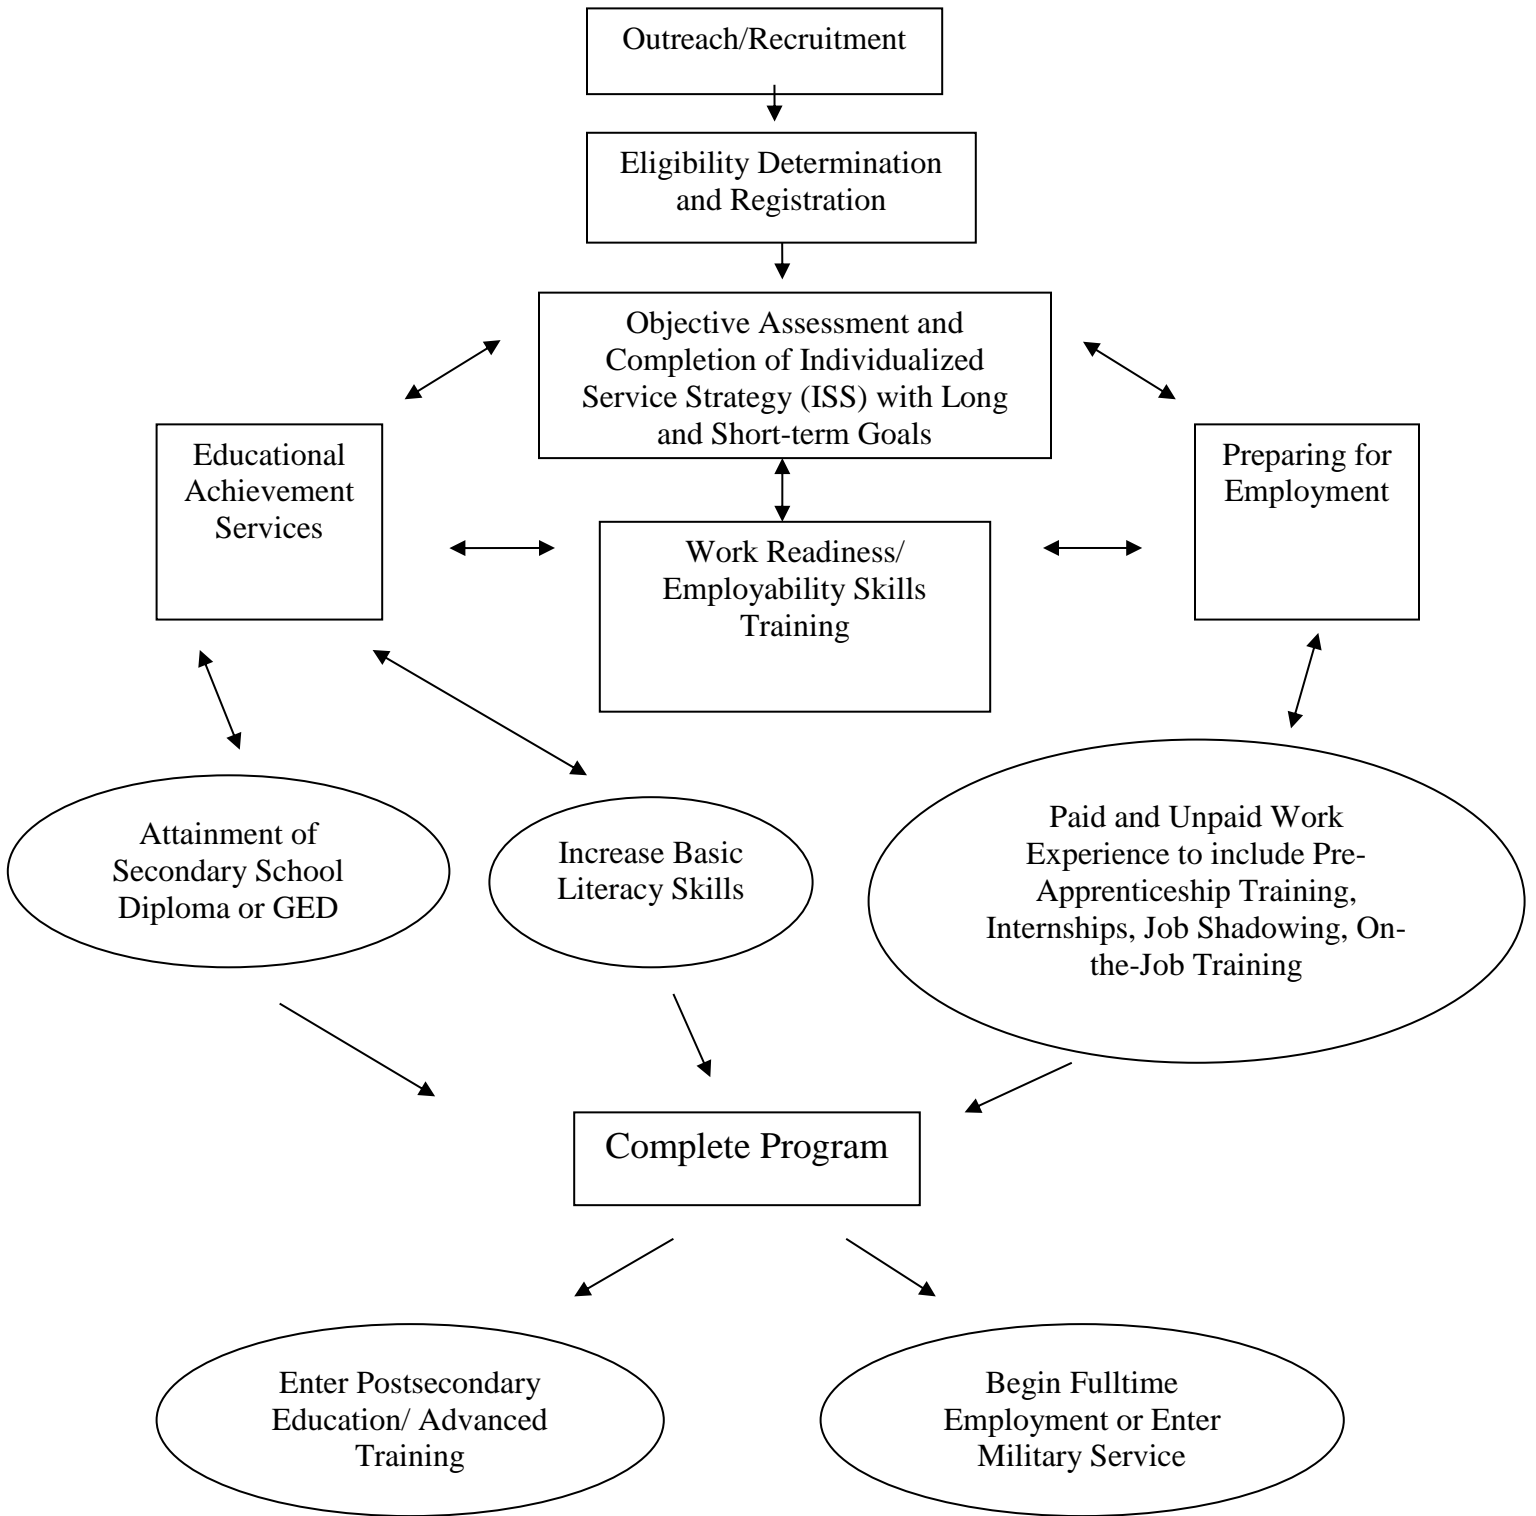 Outreach/Recruitment
Eligibility Determination
and Registration
Objective Assessment and
Completion of Individualized
Service Strategy (ISS) with Long
and Short-term Goals
Educational
Achievement
Services
Preparing for
Employment
Work Readiness/
Employability Skills
Training
Attainment of
Secondary School
Diploma or GED
Increase Basic
Literacy Skills
Paid and Unpaid Work
Experience to include Pre-
Apprenticeship Training,
Internships, Job Shadowing, On-
the-Job Training
Complete Program
Enter Postsecondary
Education/ Advanced
Training
Begin Fulltime
Employment or Enter
Military Service